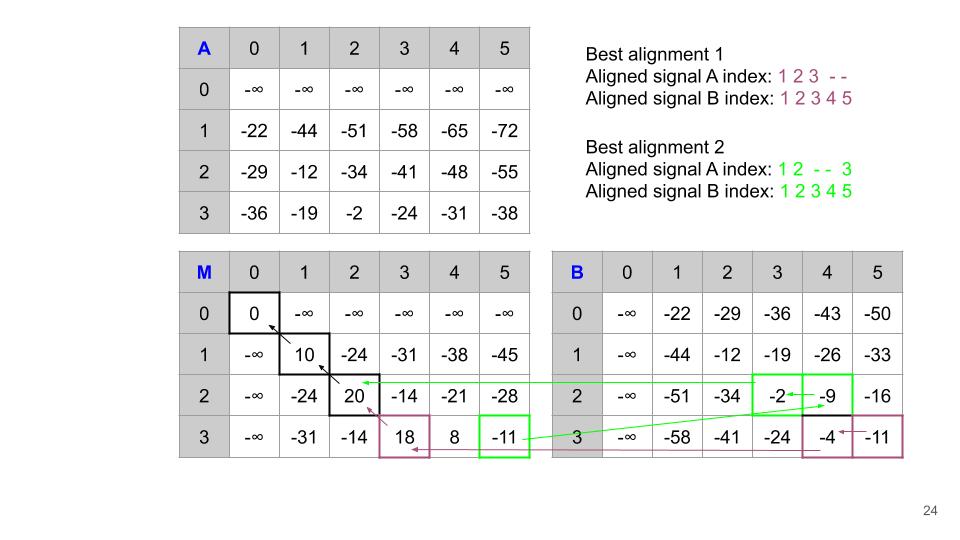 A 0 1 2 3 4 5
0 -∞ -∞ -∞ -∞ -∞ -∞
1 -22 -44 -51 -58 -65 -72
2 -29 -12 -34 -41 -48 -55
3 -36 -19 -2 -24 -31 -38
Best alignment 1
Aligned signal A index: 1 2 3 - -
Aligned signal B index: 1 2 3 4 5
Best alignment 2
Aligned signal A index: 1 2 - - 3
Aligned signal B index: 1 2 3 4 5
M 0 1 2 3 4 5
0 0 -∞ -∞ -∞ -∞ -∞
1 -∞ 10 -24 -31 -38 -45
2 -∞ -24 20 -14 -21 -28
3 -∞ -31 -14 18 8 -11
B 0 1 2 3 4 5
0 -∞ -22 -29 -36 -43 -50
1 -∞ -44 -12 -19 -26 -33
2 -∞ -51 -34 -2 -9 -16
3 -∞ -58 -41 -24 -4 -11
24